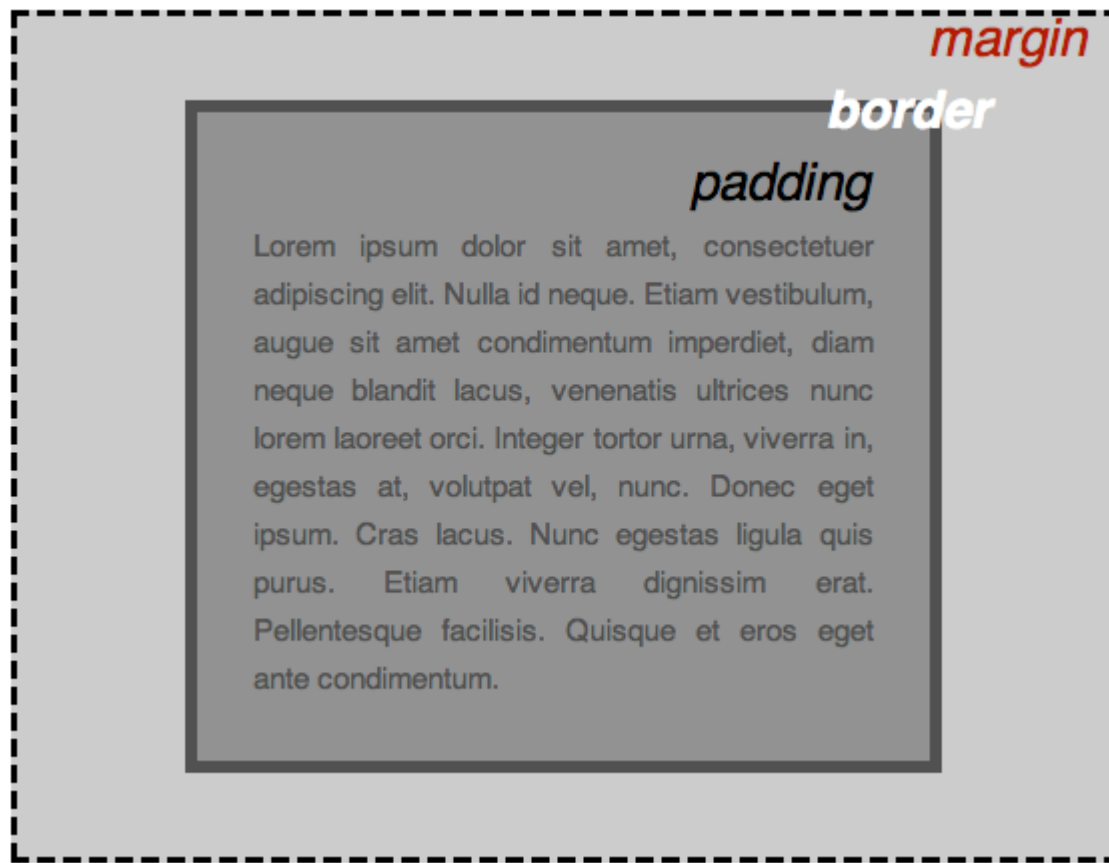 margin
border
padding
Lorem ipsum dolor sit amet, consectetuer
adipiscing elit. Nulla id neque. Etiam vestibulum,
augue sit amet condimentum imperdiet, diam
neque blandit lacus, venenatis ultrices nunc
lorem laoreet orci. Integer tortor urna, viverra in,
egestas at, volutpat vel, nunc. Donec eget
ipsum. Cras lacus. Nunc egestas ligula quis
purus. Etiam viverra dignissim erat.
Pellentesque facilisis. Quisque et eros eget
ante condimentum.